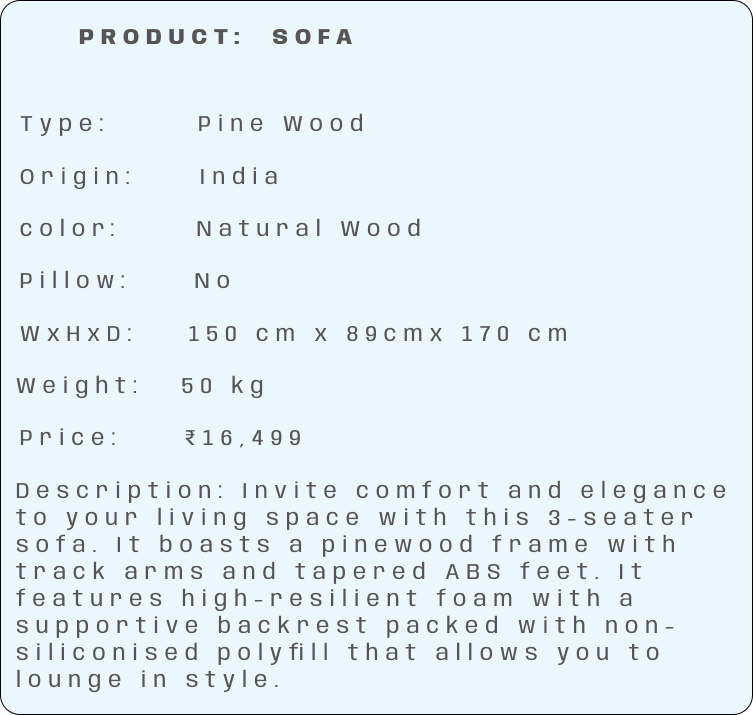 PRODUCT: SOFA
Type: Pine Wood
Origin: India
color: Natural Wood
Pillow: No
WxHxD: 150 cm x 89cmx 170 cm
Weight: 50 kg
Price: ₹16,499
Description: Invite comfort and elegance
to your living space with this 3-seater
sofa. It boasts a pinewood frame with
track arms and tapered ABS feet. It
features high-resilient foam with a
supportive backrest packed with non-
siliconised polyfill that allows you to
lounge in style.